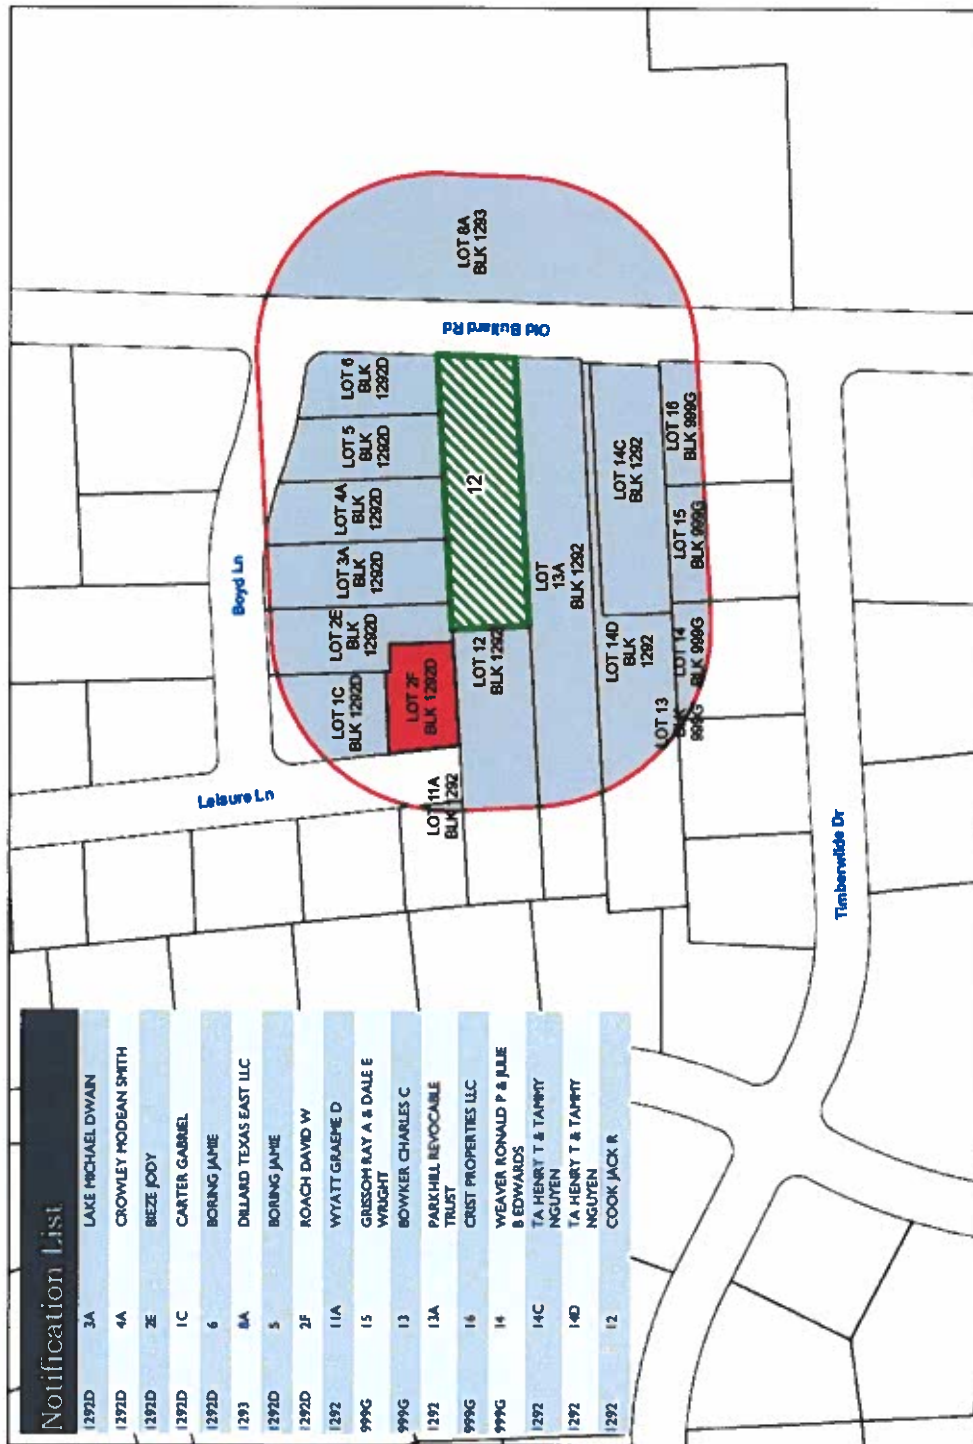 Notification List
1292D 3A LAKE MICHAEL DWAIN
1292D 4A CROWLEY MODEAN SMITH
1292D 2E BIEZE JODY
1292D 1C CARTER GABRIEL
1292D 6 BORING JAMIE
1293 8A DILLARD TEXAS EAST LLC
1292D 5 BORING JAMIE
1292D 2F ROACH DAVID W
1292 11A WYATT GRAEME D
999G 15 GRISSOM RAY A & DALE E
WRIGHT
999G 13 BOWKER CHARLES C
1292 13A PARKHILL REVOCABLE
TRUST
999G 16 CRIST PROPERTIES LLC
999G 14 WEAVER RONALD P & JULIE
B EDWARDS
1292 14C TA HENRY T & TAMMY
NGUYEN
1292 14D TA HENRY T & TAMMY
NGUYEN
1292 12 COOK JACK R
Leisure Ln
Boyd Ln
Old Bullard Rd
Timberwilde Dr
LOT 1C
BLK 1292D
LOT 2E
BLK
1292D
LOT 3A
BLK
1292D
LOT 4A
BLK
1292D
LOT 5
BLK
1292D
LOT 6
BLK
1292D
LOT 8A
BLK 1293
LOT 2F
BLK 1292D
LOT 11A
BLK 1292
LOT 12
BLK 1292
12
LOT
13A
BLK 1292
LOT 14D
BLK
1292
LOT 14C
BLK 1292
LOT 13
BLK
999G
LOT 14
BLK 999G
LOT 15
BLK 999G
LOT 16
BLK 999G